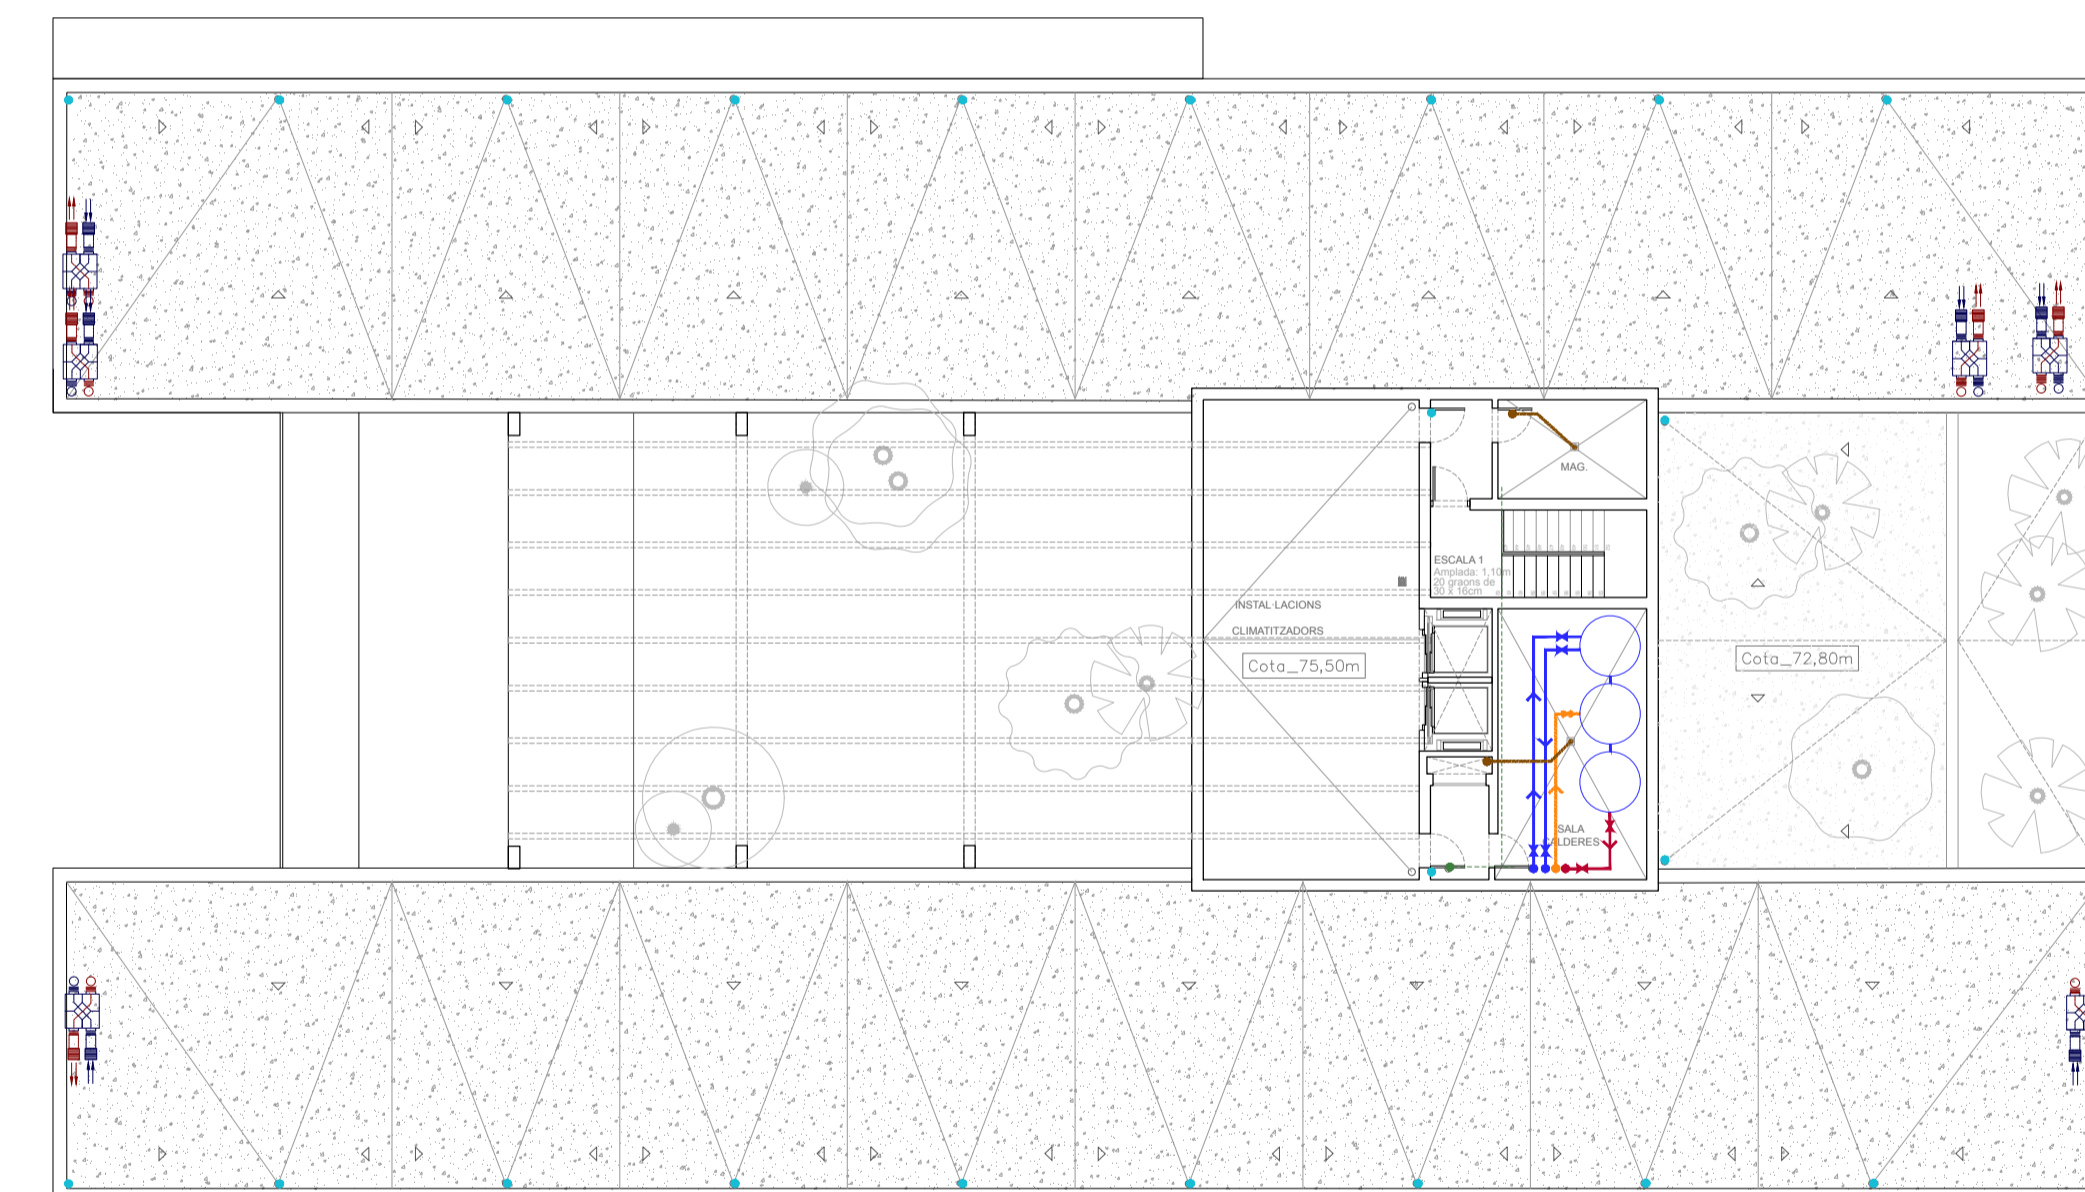 MAG.
ESCALA 1
Amplada: 1,10m
20 graons de
30 x 16cm
INSTAL·LACIONS
CLIMATITZADORS
Cota_75,50m
Cota_72,80m
SALA
CALDERES